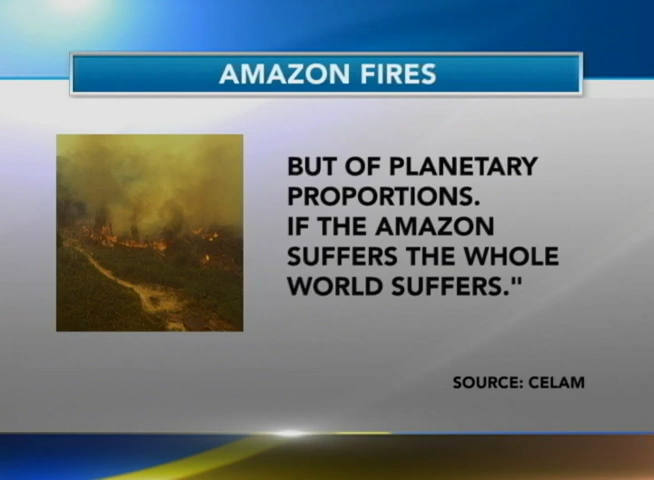 AMAZON FIRES
BUT OF PLANETARY
PROPORTIONS.
IF THE AMAZON
SUFFERS THE WHOLE
WORLD SUFFERS."
SOURCE: CELAM